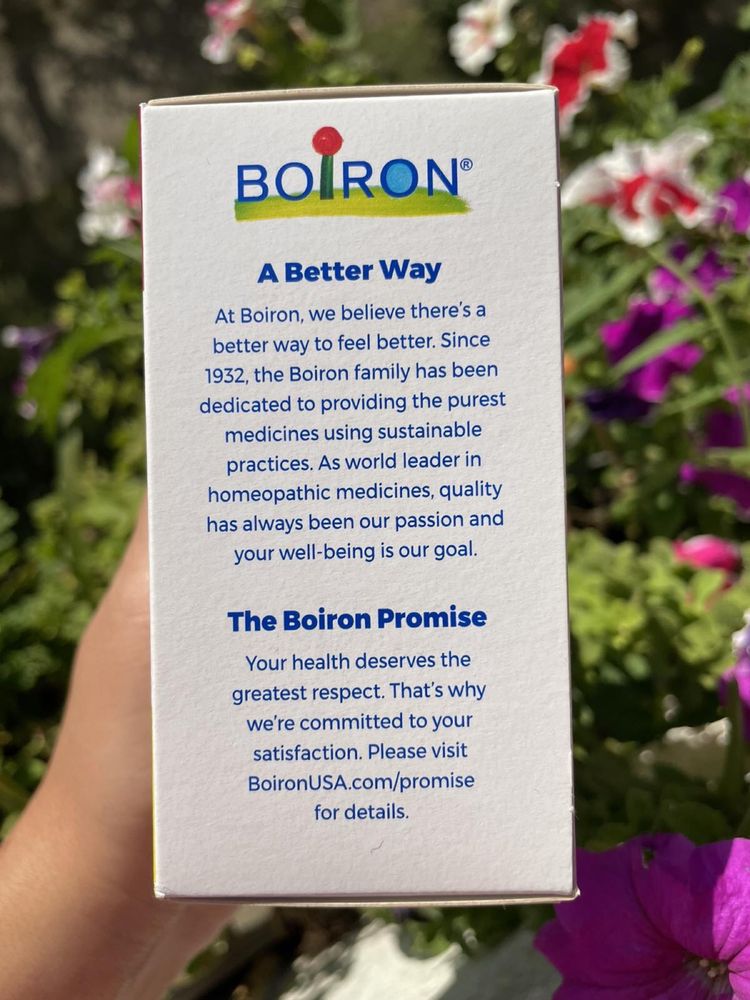 BOIRON®
A Better Way
At Boiron, we believe there's a
better way to feel better. Since
1932, the Boiron family has been
dedicated to providing the purest
medicines using sustainable
practices. As world leader in
homeopathic medicines, quality
has always been our passion and
your well-being is our goal.
The Boiron Promise
Your health deserves the
greatest respect. That's why
we're committed to your
satisfaction. Please visit
BoironUSA.com/promise
for details.